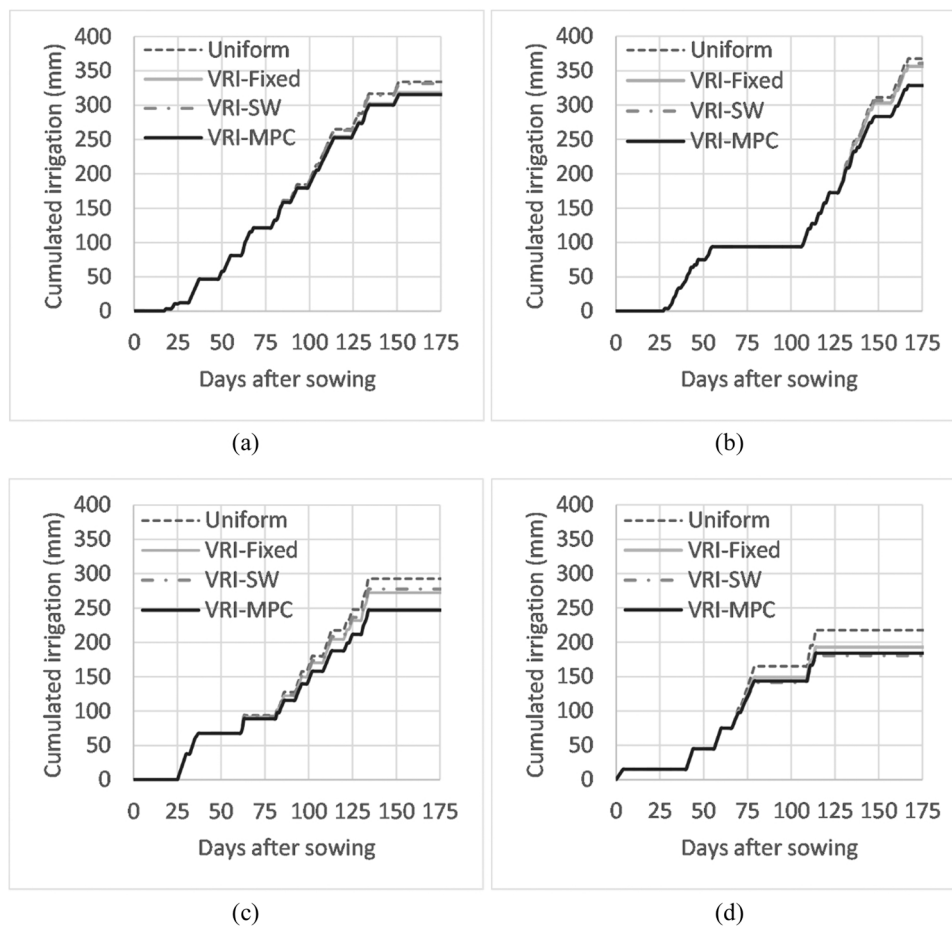 400
350
300
250
200
150
100
50
0
Cumulated irrigation (mm)
Uniform
VRI-Fixed
VRI-SW
VRI-MPC
0 25 50 75 100 125 150 175
Days after sowing
(a)
400
350
300
250
200
150
100
50
0
Cumulated irrigation (mm)
Uniform
VRI-Fixed
VRI-SW
VRI-MPC
0 25 50 75 100 125 150 175
Days after sowing
(b)
400
350
300
250
200
150
100
50
0
Cumulated irrigation (mm)
Uniform
VRI-Fixed
VRI-SW
VRI-MPC
0 25 50 75 100 125 150 175
Days after sowing
(c)
400
350
300
250
200
150
100
50
0
Cumulated irrigation (mm)
Uniform
VRI-Fixed
VRI-SW
VRI-MPC
0 25 50 75 100 125 150 175
Days after sowing
(d)